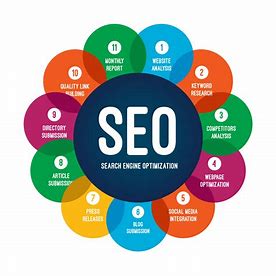 SEO
SEARCH ENGINE OPTIMIZATION
1
WEBSITE
ANALYSIS
2
KEYWORD
RESEARCH
3
COMPETITORS
ANALYSIS
4
WEBPAGE
OPTIMIZATION
5
SOCIAL MEDIA
INTEGRATION
6
BLOG
SUBMISSION
7
PRESS
RELEASES
8
ARTICLE
SUBMISSION
9
DIRECTORY
SUBMISSION
10
QUALITY LINK
BUILDING
11
MONTHLY
REPORT